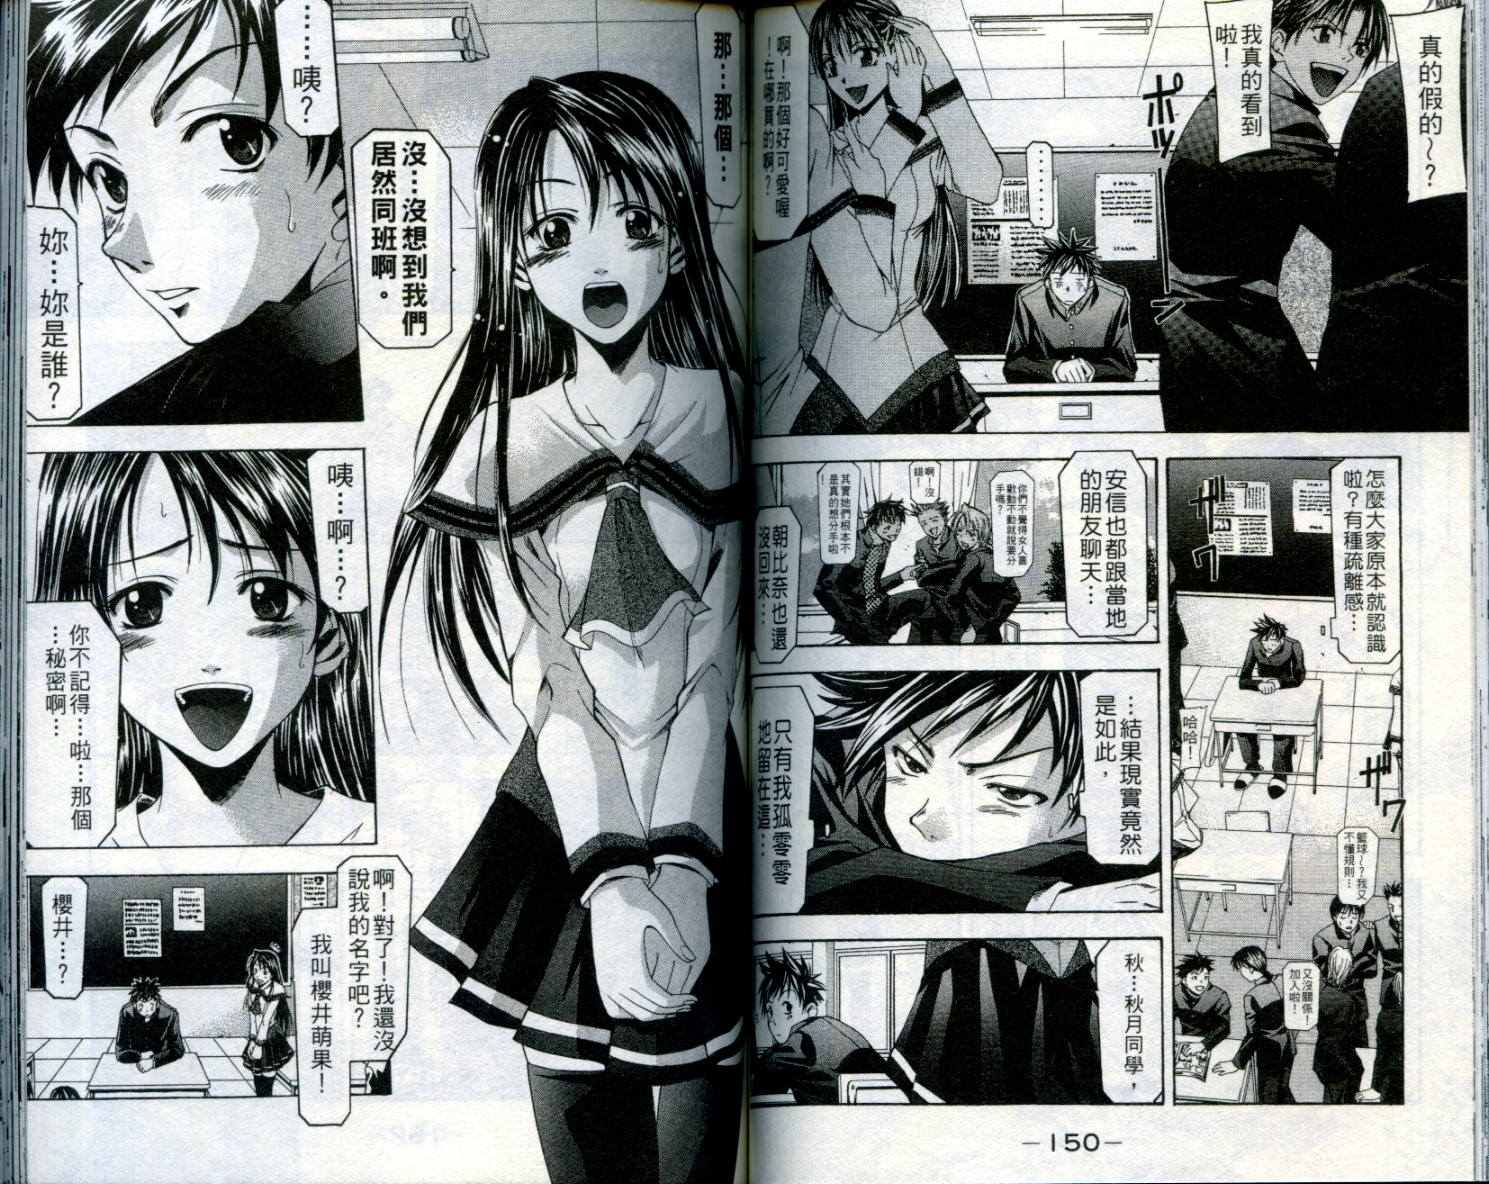 真的假的～？
我真的看到
啦！
ポツン
……
啊！那個好可愛喔
！在哪買的啊？
怎麼大家原本就認識
啦？有種疏離感…
ザワ
ザワ
哈哈！
籃球～？我又
不懂規則…
又沒關係！
加入啦！
安信也都跟當地
的朋友聊天…
你們不覺得女人喜
歡動不動就說要分
手嗎？
啊！沒
錯！
其實她們根本不
是真的想分手啦
朝比奈也還
沒回來…
…結果現實竟然
是如此，
只有我孤零零
地留在這…
秋…秋月同學，
—150—
那…那個…
沒…沒想到我們
居然同班啊。
……咦？
妳…妳是誰？
咦…啊…？
你不記得…啦…那個
…秘密啊…
啊！對了！我還沒
說我的名字吧？
我叫櫻井萌果！
櫻井…？